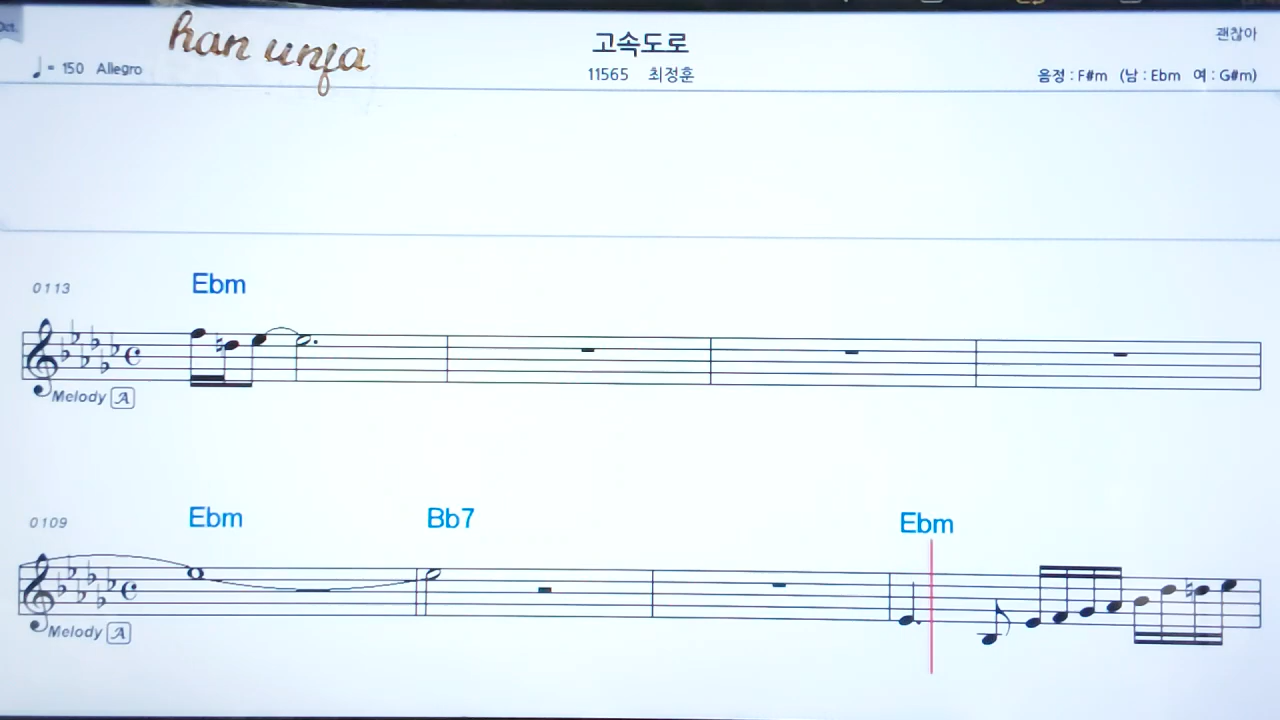 Oct.
han unja
고속도로
괜찮아
♩= 150 Allegro
11565 최정훈
음정 : F#m (남 : Ebm 여 : G#m)
0113
Ebm
Melody A
0109
Ebm Bb7 Ebm
Melody A